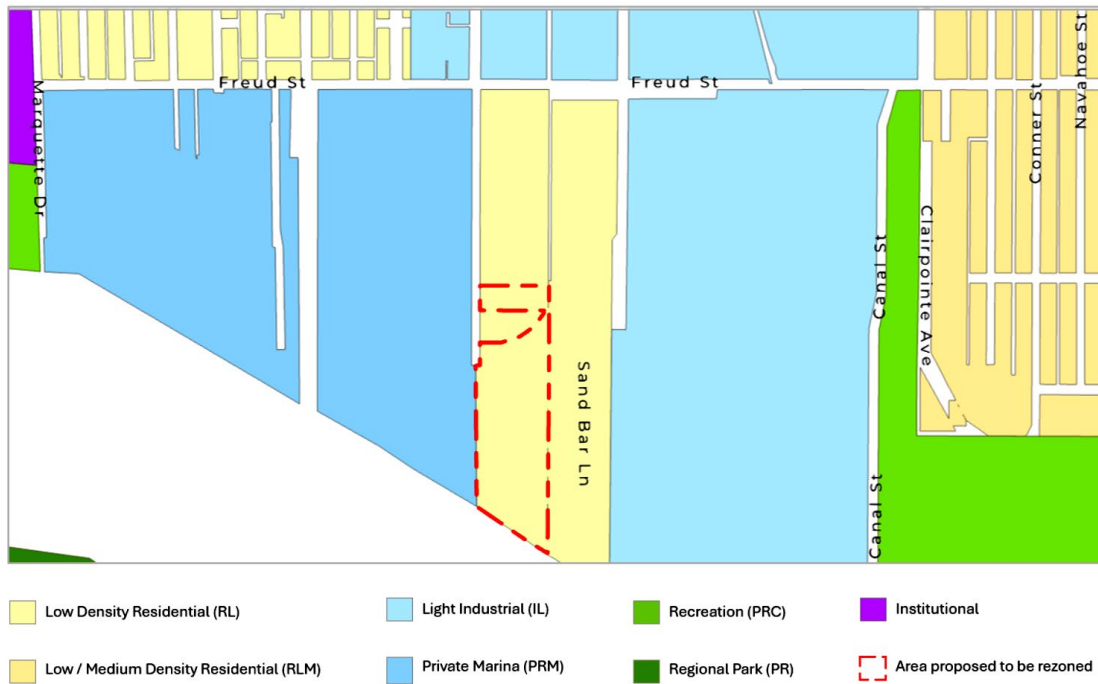 Freud St
Freud St
Marquette Dr
Navahoe St
Conner St
Clairpointe Ave
Canal St
Sand Bar Ln
Canal St
Low Density Residential (RL)
Light Industrial (IL)
Recreation (PRC)
Institutional
Low / Medium Density Residential (RLM)
Private Marina (PRM)
Regional Park (PR)
Area proposed to be rezoned